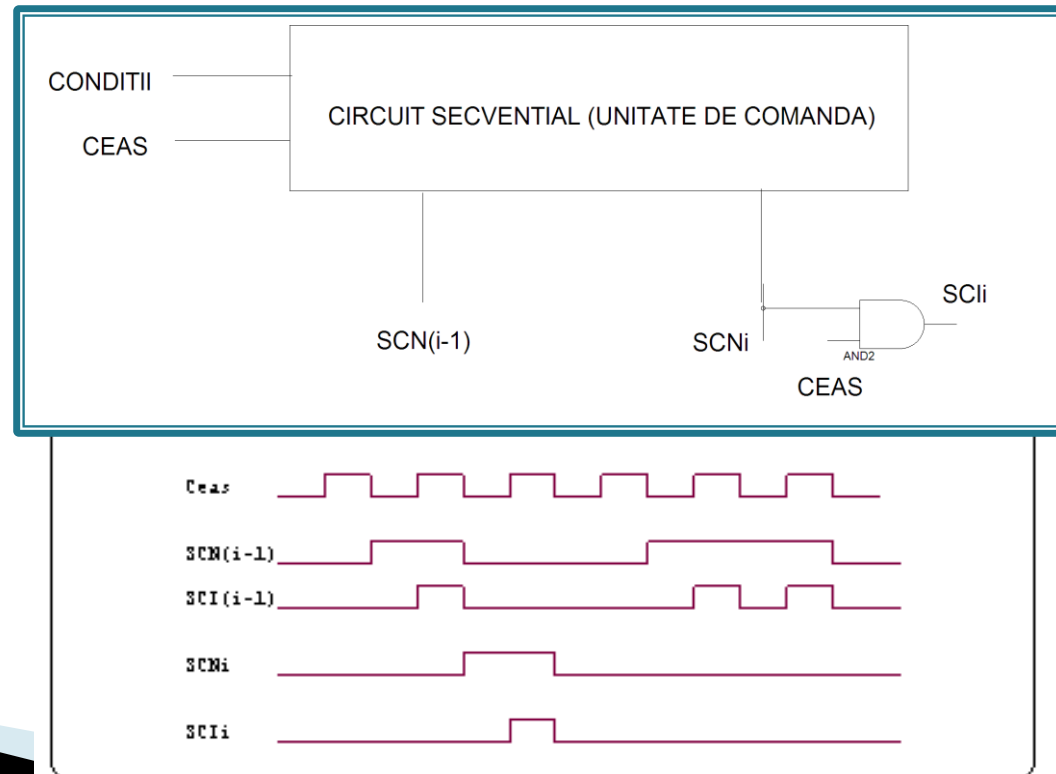 CONDITII
CIRCUIT SECVENTIAL (UNITATE DE COMANDA)
CEAS
SCIi
SCN(i-1)
SCNi
AND2
CEAS
Ceas
SCN(i-1)
SCI(i-1)
SCNi
SCIi